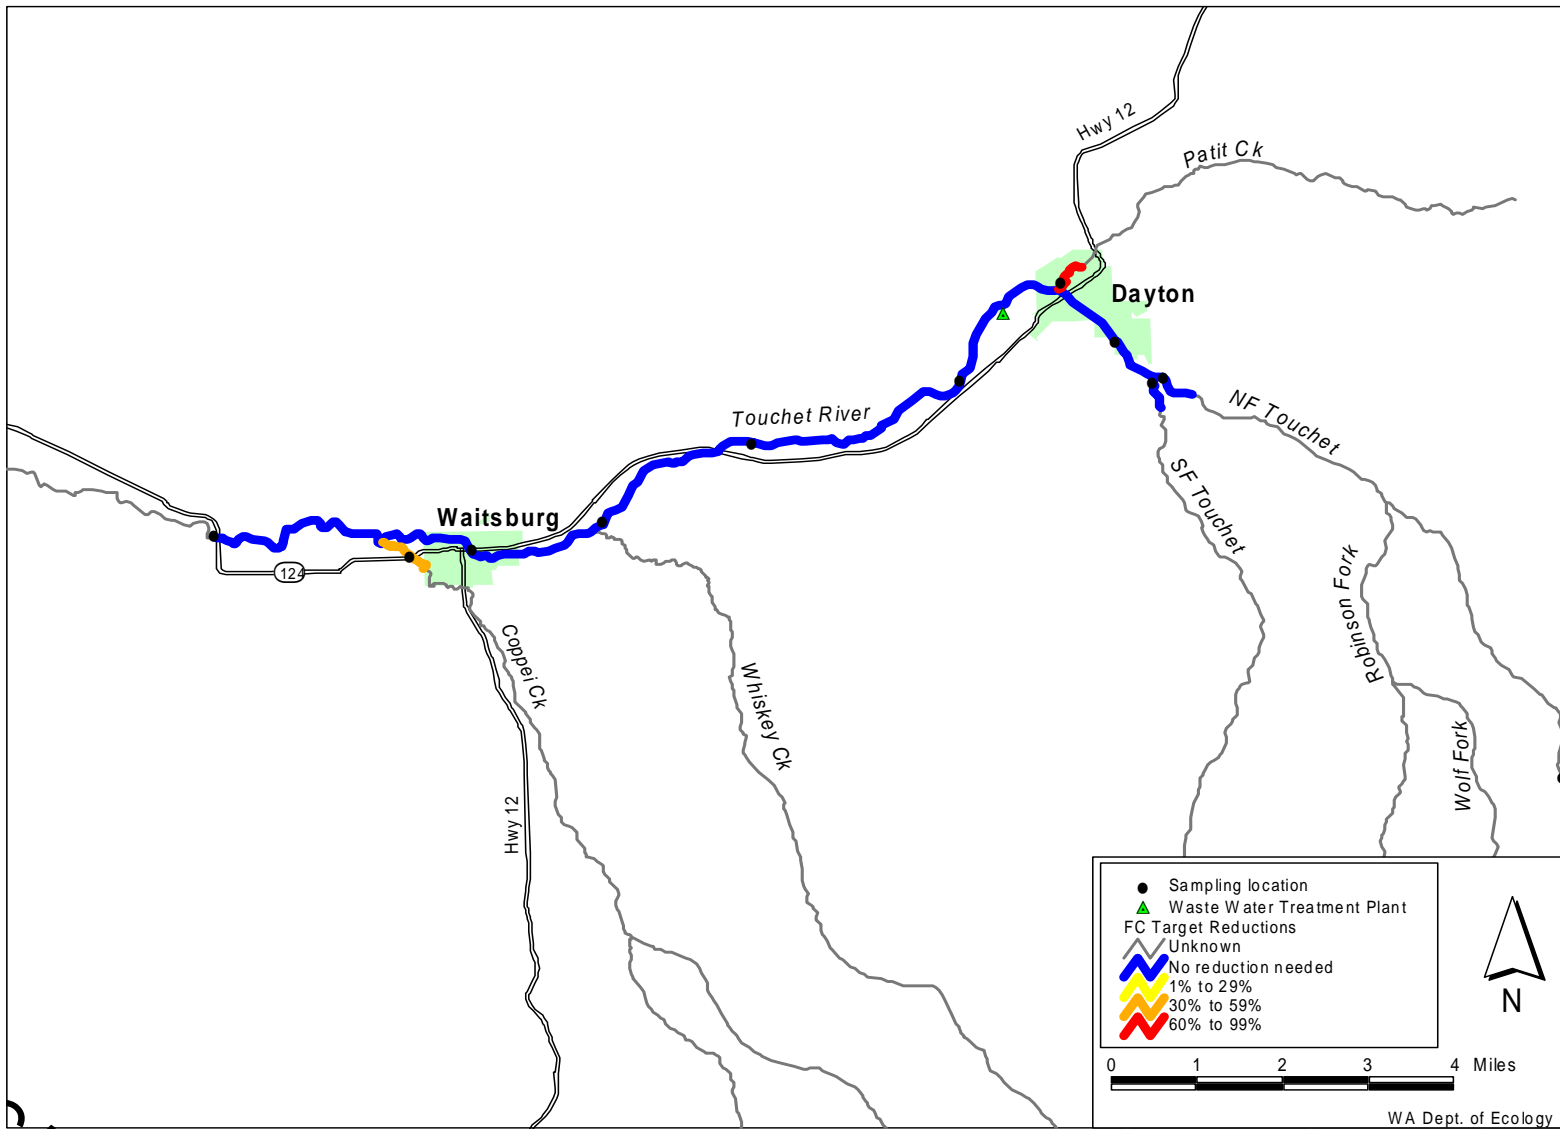 Hwy 12
Patit Ck
Dayton
Touchet River
NF Touchet
SF Touchet
Waitsburg
124
Robinson Fork
Coppei Ck
Whiskey Ck
Wolf Fork
Hwy 12
Sampling location
Waste Water Treatment Plant
FC Target Reductions
Unknown
No reduction needed
1% to 29%
30% to 59%
60% to 99%
N
0 1 2 3 4 Miles
WA Dept. of Ecology